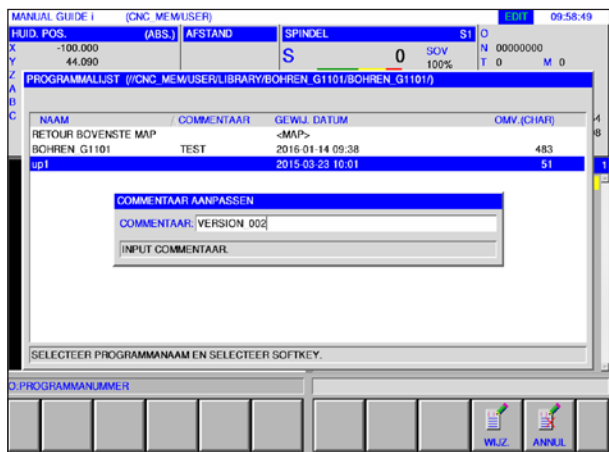 MANUAL GUIDE i (CNC_MEM/USER) EDIT 09:58:49
HUID. POS. (ABS.) AFSTAND SPINDEL S1 O
X -100.000 S 0 SOV 100% N 00000000
Y 44.090 T 0 M 0
Z
A
B
C
PROGRAMMALIJST (//CNC_MEM/USER/LIBRARY/BOHREN_G1101/BOHREN_G1101/)
NAAM / COMMENTAAR GEWIJ. DATUM OMV.(CHAR)
RETOUR BOVENSTE MAP <MAP>
BOHREN_G1101 TEST 2016-01-14 09:38 483
up1 2015-03-23 10:01 51
COMMENTAAR AANPASSEN
COMMENTAAR: VERSION 002
INPUT COMMENTAAR.
SELECTEER PROGRAMMANAAM EN SELECTEER SOFTKEY.
O:PROGRAMMANUMMER
WIJZ. ANNUL